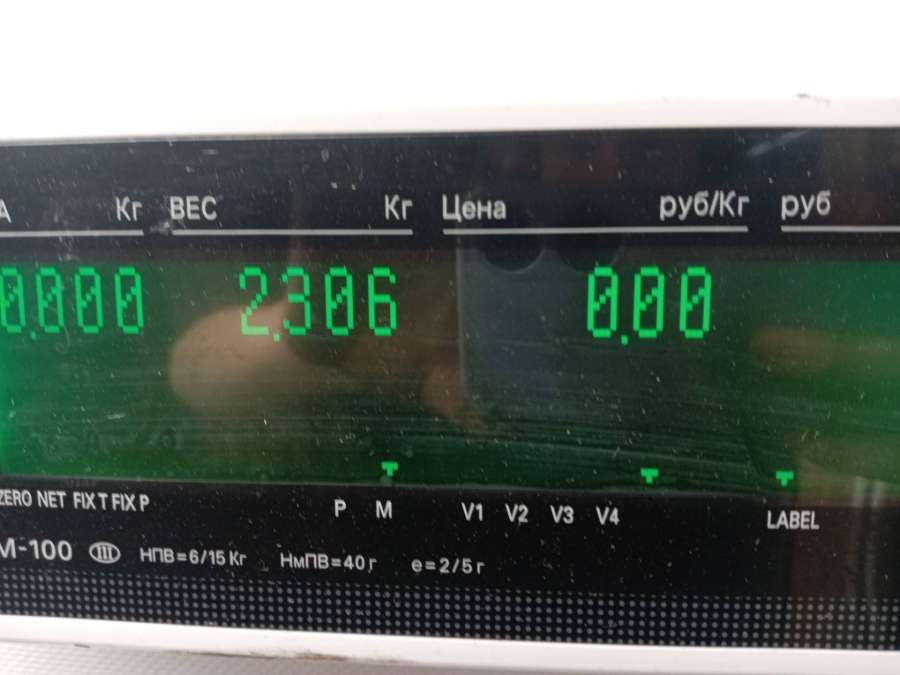 А Кг ВЕС Кг Цена руб/Кг руб
0.000 2.306 0.00
ZERO NET FIX T FIX P P M V1 V2 V3 V4 LABEL
М-100 III НПВ=6/15 Кг НмПВ=40 г e=2/5 г